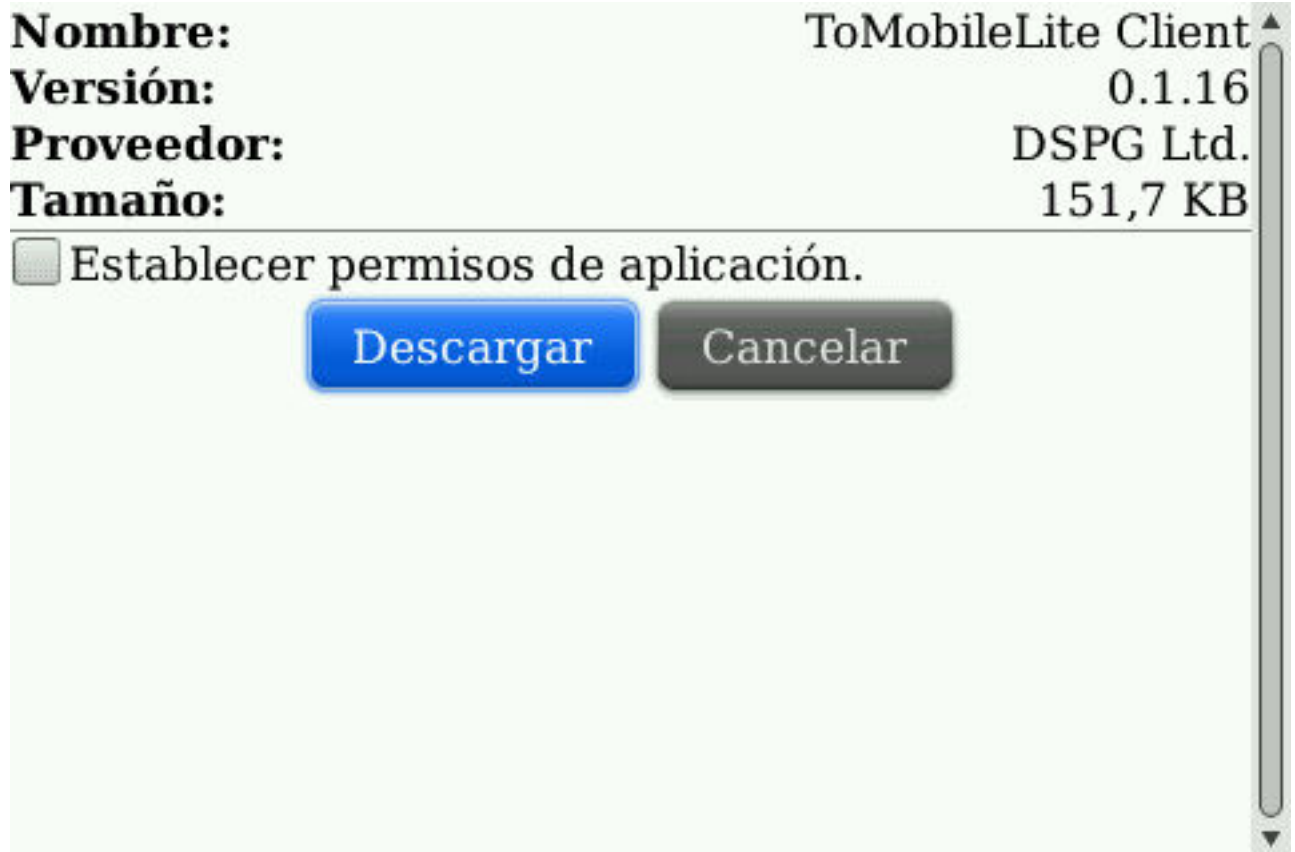 Nombre: ToMobileLite Client
Versión: 0.1.16
Proveedor: DSPG Ltd.
Tamaño: 151,7 KB
Establecer permisos de aplicación.
Descargar Cancelar